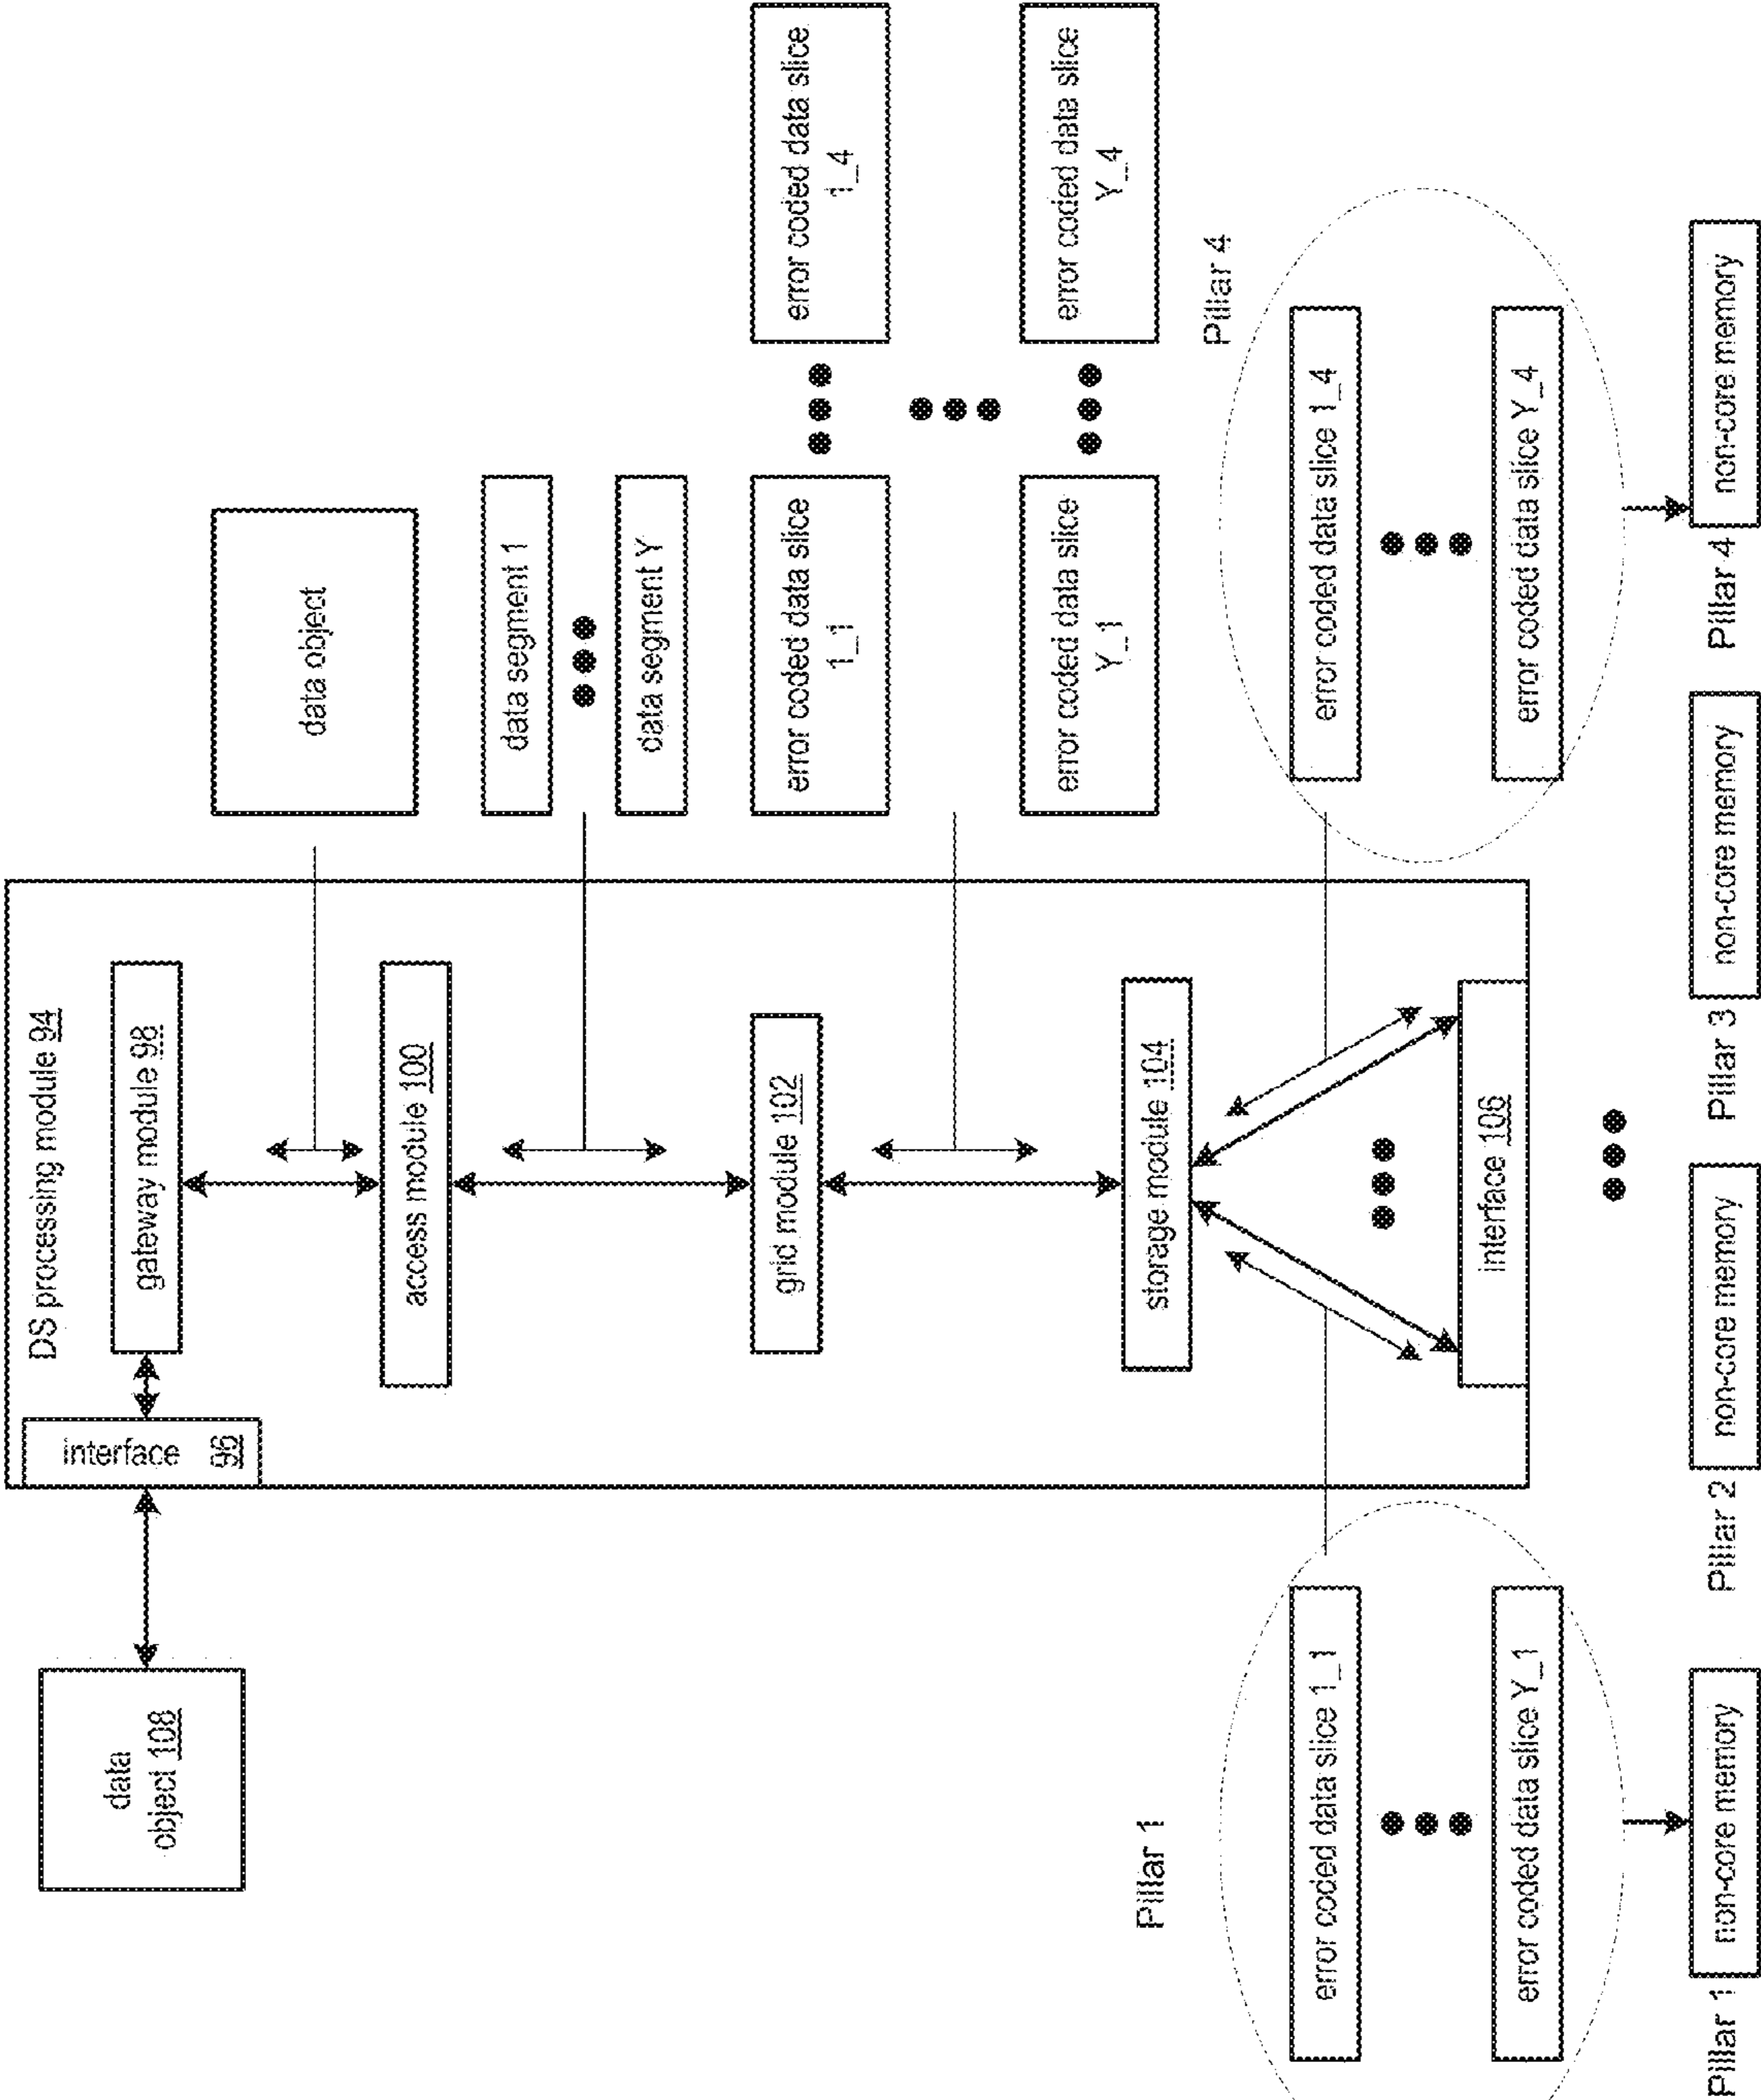 DS processing module 94
data
object 108
interface 96
gateway module 98
data object
access module 100
data segment 1
data segment Y
grid module 102
error coded data slice
1_1
error coded data slice
1_4
error coded data slice
Y_1
error coded data slice
Y_4
storage module 104
Pillar 1
Pillar 4
error coded data slice 1_1
error coded data slice 1_4
interface 106
error coded data slice Y_1
error coded data slice Y_4
Pillar 1
non-core memory
Pillar 2
non-core memory
Pillar 3
non-core memory
Pillar 4
non-core memory